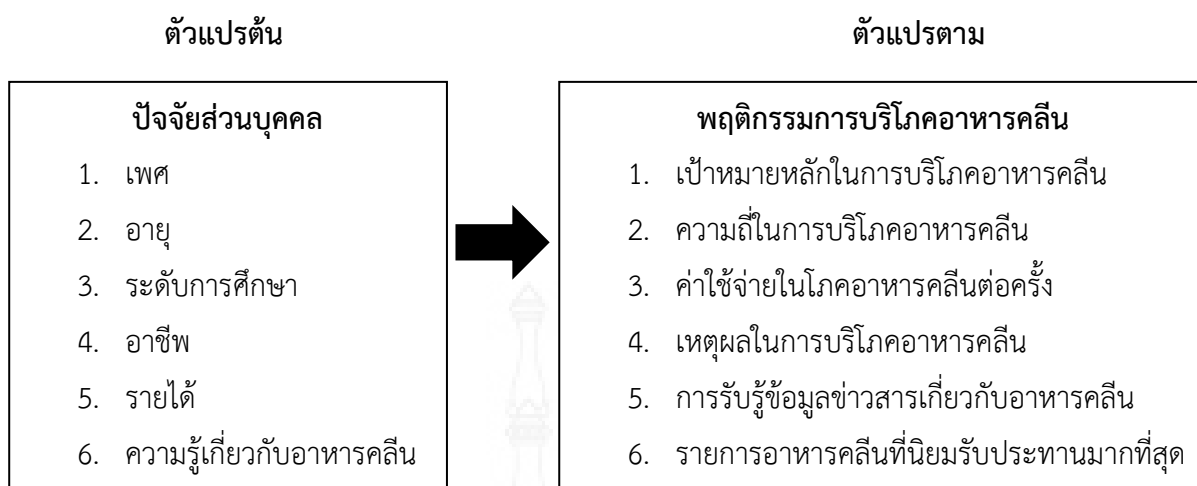 ตัวแปรต้น
ปัจจัยส่วนบุคคล
1. เพศ
2. อายุ
3. ระดับการศึกษา
4. อาชีพ
5. รายได้
6. ความรู้เกี่ยวกับอาหารคลีน
ตัวแปรตาม
พฤติกรรมการบริโภคอาหารคลีน
1. เป้าหมายหลักในการบริโภคอาหารคลีน
2. ความถี่ในการบริโภคอาหารคลีน
3. ค่าใช้จ่ายในโภคอาหารคลีนต่อครั้ง
4. เหตุผลในการบริโภคอาหารคลีน
5. การรับรู้ข้อมูลข่าวสารเกี่ยวกับอาหารคลีน
6. รายการอาหารคลีนที่นิยมรับประทานมากที่สุด